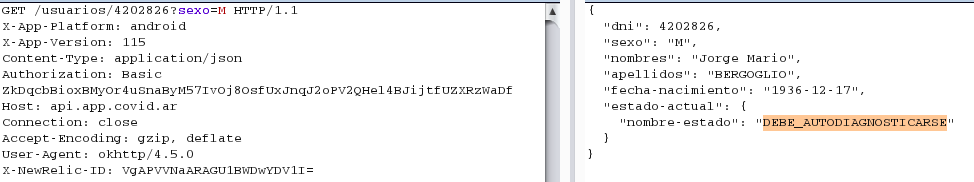 GET /usuarios/4202826?sexo=M HTTP/1.1
X-App-Platform: android
X-App-Version: 115
Content-Type: application/json
Authorization: Basic
ZkDqcbBioxBMyOr4uSnaByM57IvOj8OsfUxJnqJ2oPV2QHel4BJijtfUZXRzWaDf
Host: api.app.covid.ar
Connection: close
Accept-Encoding: gzip, deflate
User-Agent: okhttp/4.5.0
X-NewRelic-ID: VgAPVVNaARAGU1BWDwYDV1I=
{
"dni": 4202826,
"sexo": "M",
"nombres": "Jorge Mario",
"apellidos": "BERGOGLIO",
"fecha-nacimiento": "1936-12-17",
"estado-actual": {
"nombre-estado": "DEBE_AUTODIAGNOSTICARSE"
}
}